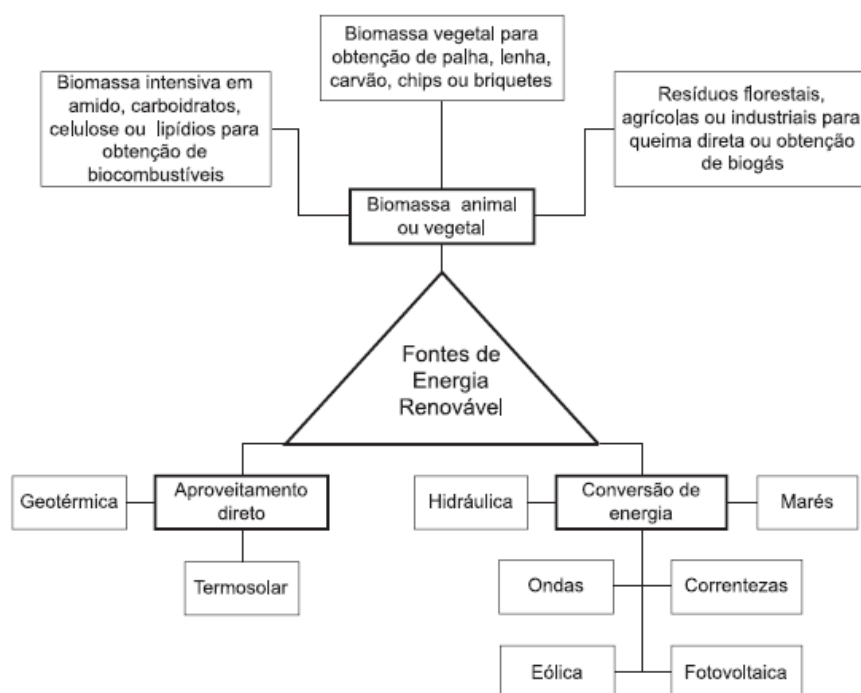 Biomassa vegetal para
obtenção de palha, lenha,
carvão, chips ou briquetes
Biomassa intensiva em
amido, carboidratos,
celulose ou lipídios para
obtenção de
biocombustíveis
Resíduos florestais,
agrícolas ou industriais para
queima direta ou obtenção
de biogás
Biomassa animal
ou vegetal
Fontes de
Energia
Renovável
Geotérmica
Aproveitamento
direto
Termosolar
Hidráulica
Conversão de
energia
Marés
Ondas
Correntezas
Eólica
Fotovoltaica